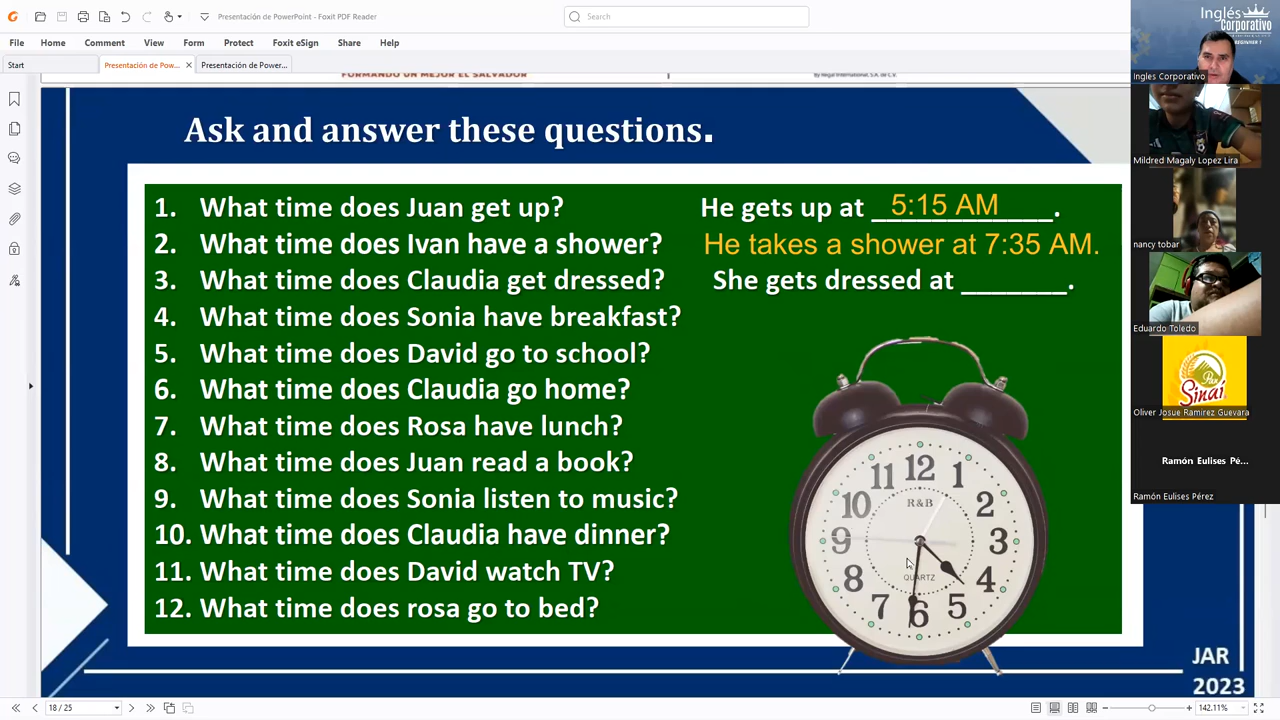 Presentación de PowerPoint - Foxit PDF Reader
Search
File Home Comment View Form Protect Foxit eSign Share Help
Start Presentación de Pow... Presentación de Power...
FORMANDO UN MEJOR EL SALVADOR
Ask and answer these questions.
1. What time does Juan get up? He gets up at 5:15 AM.
2. What time does Ivan have a shower? He takes a shower at 7:35 AM.
3. What time does Claudia get dressed? She gets dressed at _______.
4. What time does Sonia have breakfast?
5. What time does David go to school?
6. What time does Claudia go home?
7. What time does Rosa have lunch?
8. What time does Juan read a book?
9. What time does Sonia listen to music?
10. What time does Claudia have dinner?
11. What time does David watch TV?
12. What time does rosa go to bed?
12
11 1
10 2
R&B
9 3
8 4
QUARTZ
7 5
6
JAR
2023
Inglés
Corporativo
BEGINNER 1
Ingles Corporativo
Mildred Magaly Lopez Lira
nancy tobar
Eduardo Toledo
Pan
Sinaí
Oliver Josue Ramirez Guevara
Ramón Eulises Pé...
Ramón Eulises Pérez
18 / 25
142.11%